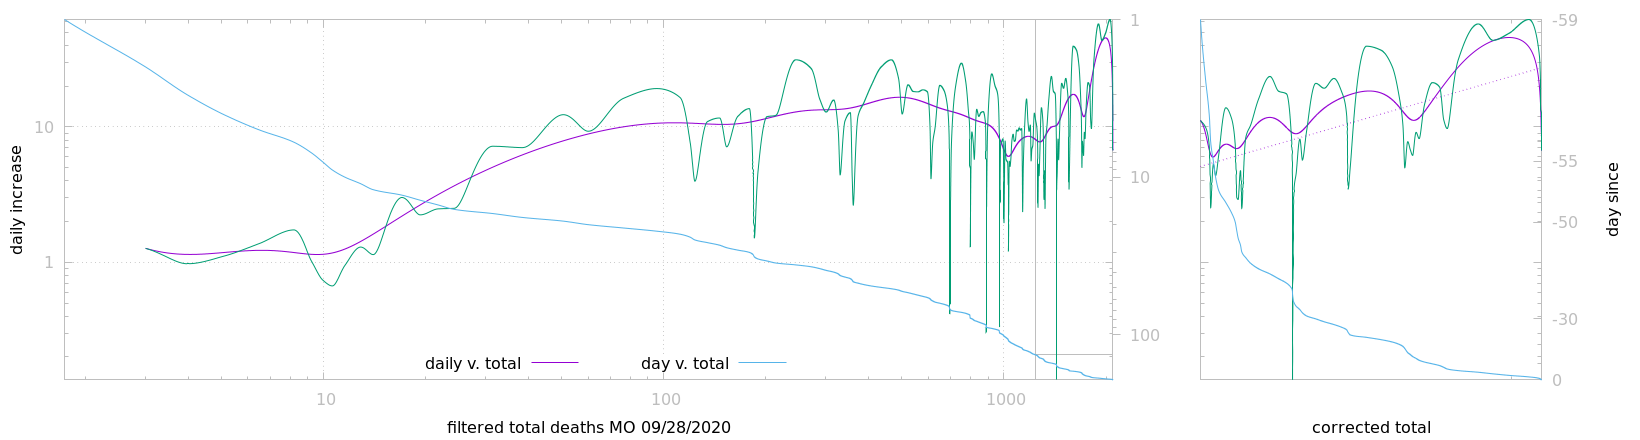 daily increase
10
1
daily v. total
day v. total
10
100
1000
1
10
100
filtered total deaths MO 09/28/2020
-59
-55
-50
-30
0
day since
corrected total